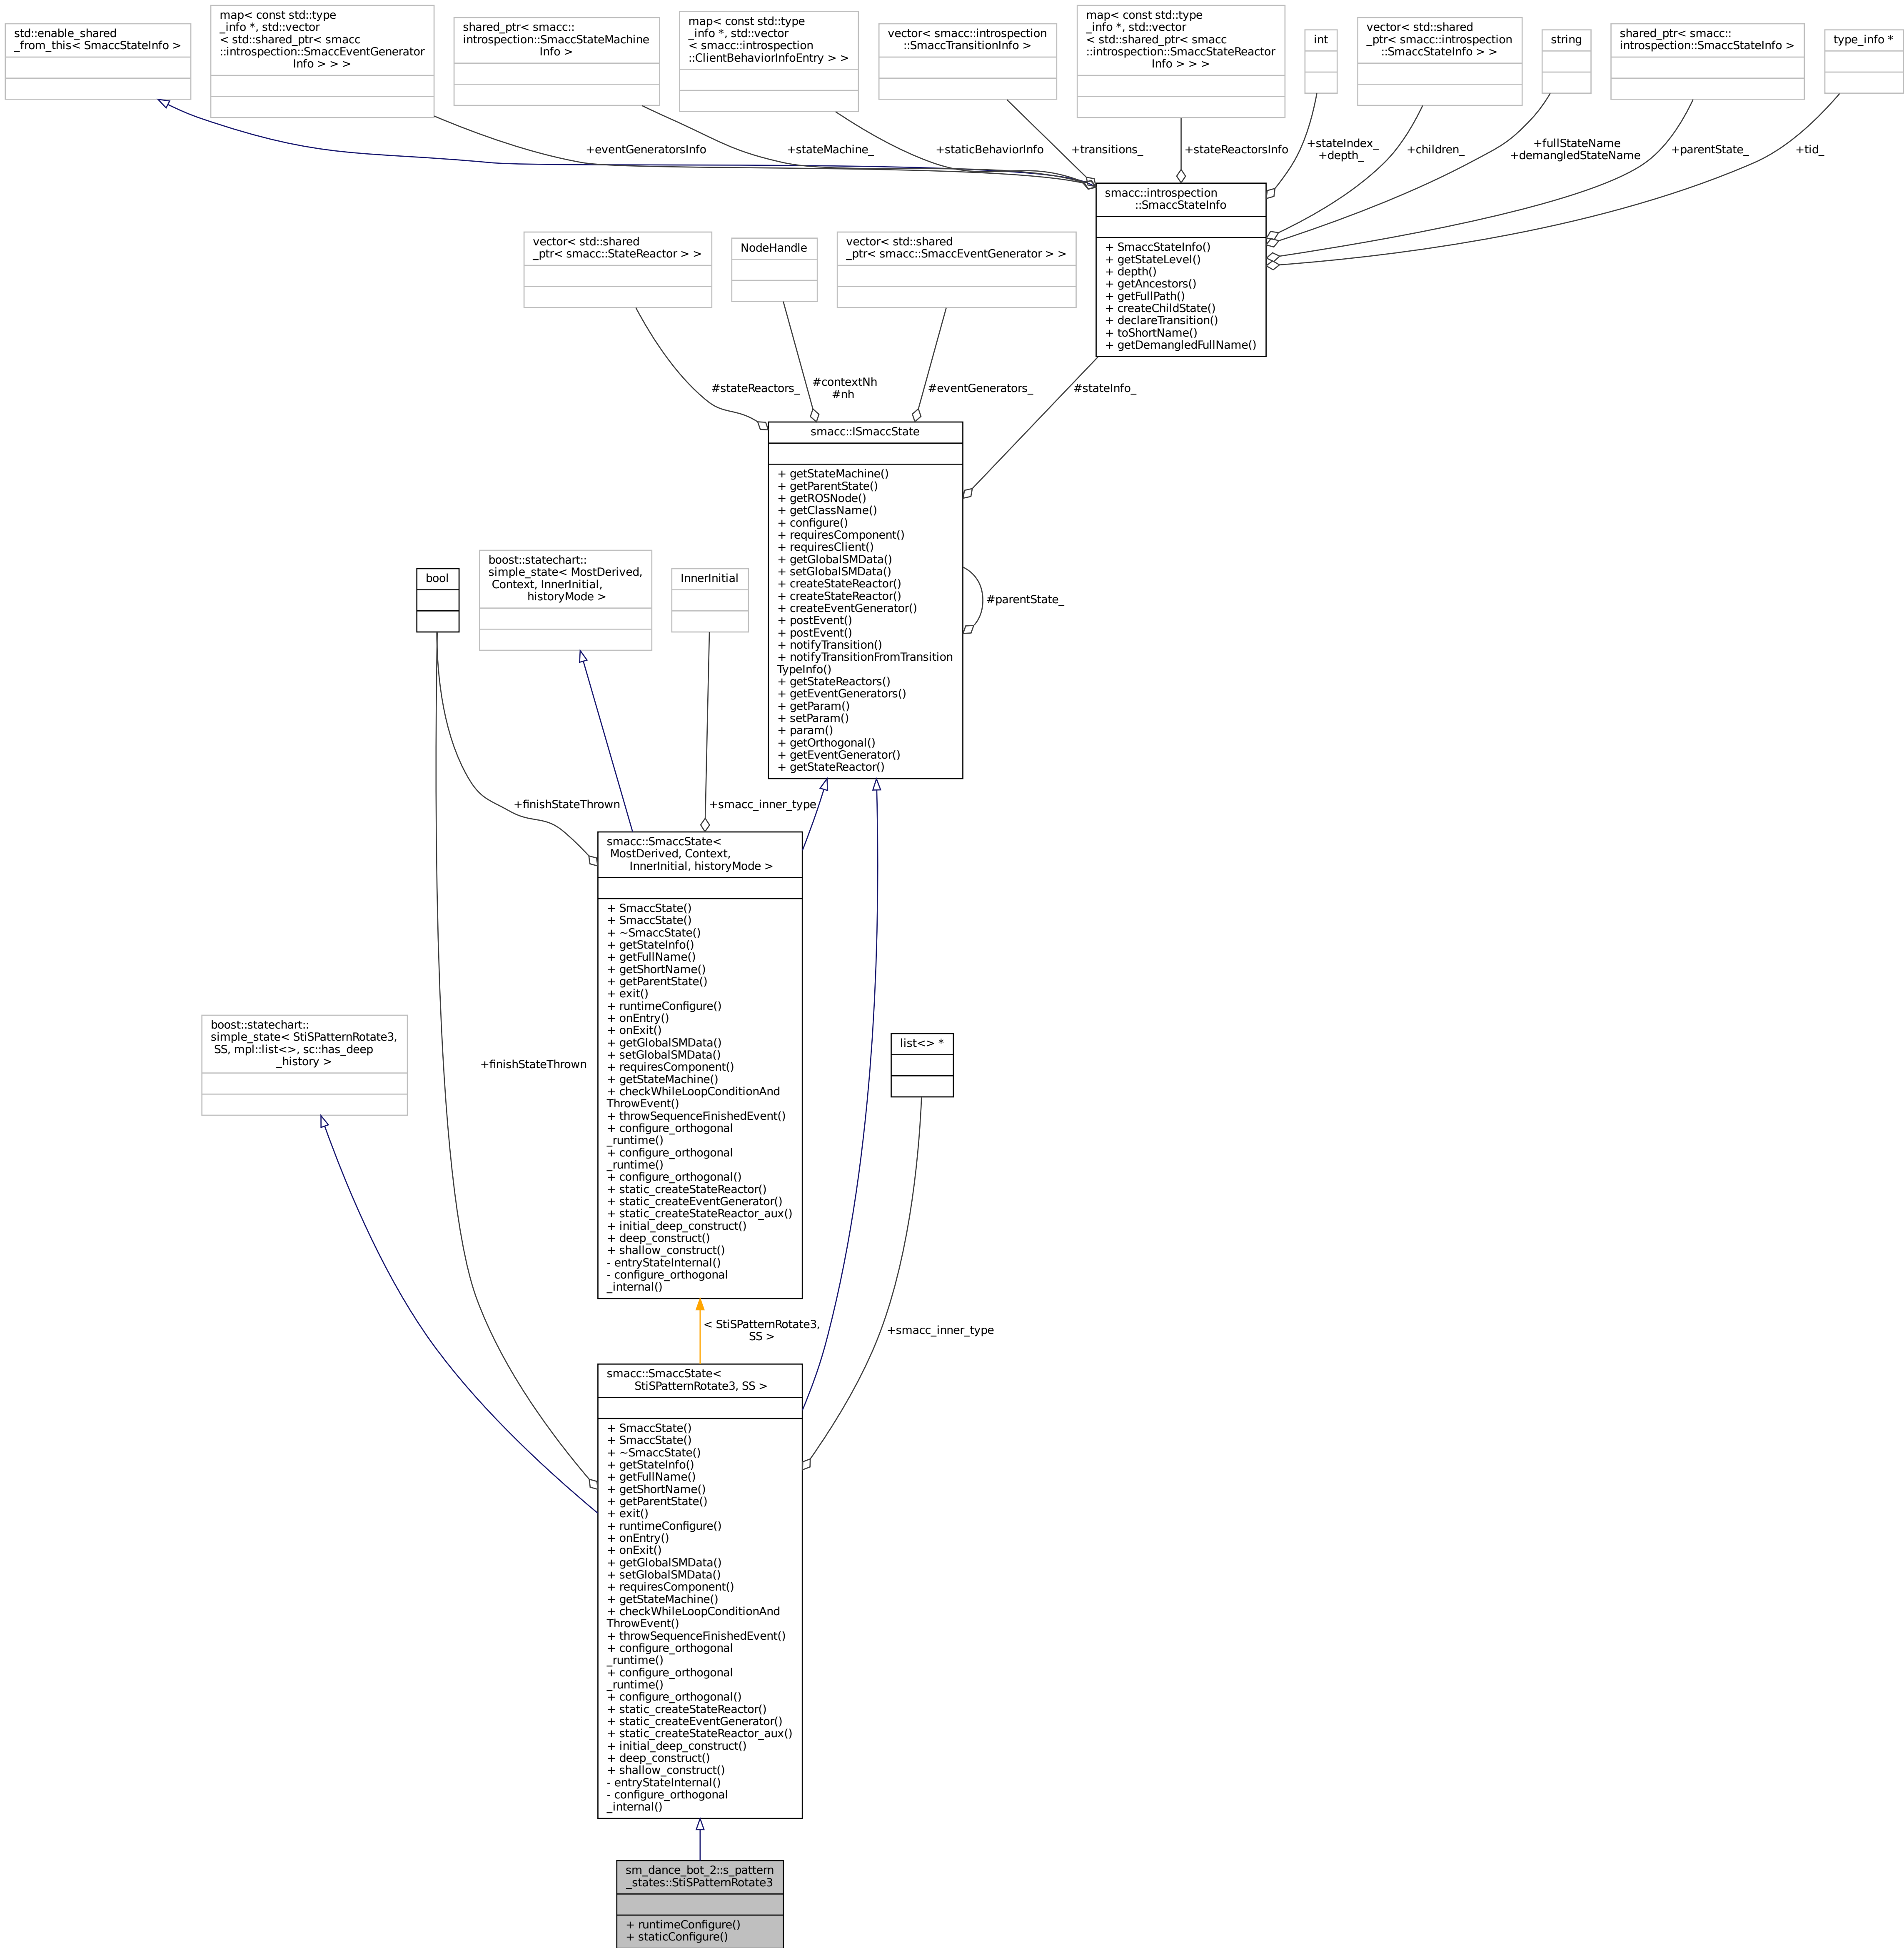 std::enable_shared
_from_this< SmaccStateInfo >
map< const std::type
_info *, std::vector
< std::shared_ptr< smacc
::introspection::SmaccEventGenerator
Info > > >
shared_ptr< smacc::
introspection::SmaccStateMachine
Info >
map< const std::type
_info *, std::vector
< smacc::introspection
::ClientBehaviorInfoEntry > >
vector< smacc::introspection
::SmaccTransitionInfo >
map< const std::type
_info *, std::vector
< std::shared_ptr< smacc
::introspection::SmaccStateReactor
Info > > >
int
vector< std::shared
_ptr< smacc::introspection
::SmaccStateInfo > >
string
shared_ptr< smacc::
introspection::SmaccStateInfo >
type_info *
+eventGeneratorsInfo
+stateMachine_
+staticBehaviorInfo
+transitions_
+stateReactorsInfo
+stateIndex_
+depth_
+children_
+fullStateName
+demangledStateName
+parentState_
+tid_
smacc::introspection
::SmaccStateInfo
+ SmaccStateInfo()
+ getStateLevel()
+ depth()
+ getAncestors()
+ getFullPath()
+ createChildState()
+ declareTransition()
+ toShortName()
+ getDemangledFullName()
vector< std::shared
_ptr< smacc::StateReactor > >
NodeHandle
vector< std::shared
_ptr< smacc::SmaccEventGenerator > >
#stateReactors_
#contextNh
#nh
#eventGenerators_
#stateInfo_
smacc::ISmaccState
+ getStateMachine()
+ getParentState()
+ getROSNode()
+ getClassName()
+ configure()
+ requiresComponent()
+ requiresClient()
+ getGlobalSMData()
+ setGlobalSMData()
+ createStateReactor()
+ createStateReactor()
+ createEventGenerator()
+ postEvent()
+ postEvent()
+ notifyTransition()
+ notifyTransitionFromTransition
TypeInfo()
+ getStateReactors()
+ getEventGenerators()
+ getParam()
+ setParam()
+ param()
+ getOrthogonal()
+ getEventGenerator()
+ getStateReactor()
#parentState_
bool
boost::statechart::
simple_state< MostDerived,
Context, InnerInitial,
historyMode >
InnerInitial
+finishStateThrown
+smacc_inner_type
smacc::SmaccState<
MostDerived, Context,
InnerInitial, historyMode >
+ SmaccState()
+ SmaccState()
+ ~SmaccState()
+ getStateInfo()
+ getFullName()
+ getShortName()
+ getParentState()
+ exit()
+ runtimeConfigure()
+ onEntry()
+ onExit()
+ getGlobalSMData()
+ setGlobalSMData()
+ requiresComponent()
+ getStateMachine()
+ checkWhileLoopConditionAnd
ThrowEvent()
+ throwSequenceFinishedEvent()
+ configure_orthogonal
_runtime()
+ configure_orthogonal
_runtime()
+ configure_orthogonal()
+ static_createStateReactor()
+ static_createEventGenerator()
+ static_createStateReactor_aux()
+ initial_deep_construct()
+ deep_construct()
+ shallow_construct()
- entryStateInternal()
- configure_orthogonal
_internal()
boost::statechart::
simple_state< StiSPatternRotate3,
SS, mpl::list<>, sc::has_deep
_history >
+finishStateThrown
list<> *
< StiSPatternRotate3,
SS >
+smacc_inner_type
smacc::SmaccState<
StiSPatternRotate3, SS >
+ SmaccState()
+ SmaccState()
+ ~SmaccState()
+ getStateInfo()
+ getFullName()
+ getShortName()
+ getParentState()
+ exit()
+ runtimeConfigure()
+ onEntry()
+ onExit()
+ getGlobalSMData()
+ setGlobalSMData()
+ requiresComponent()
+ getStateMachine()
+ checkWhileLoopConditionAnd
ThrowEvent()
+ throwSequenceFinishedEvent()
+ configure_orthogonal
_runtime()
+ configure_orthogonal
_runtime()
+ configure_orthogonal()
+ static_createStateReactor()
+ static_createEventGenerator()
+ static_createStateReactor_aux()
+ initial_deep_construct()
+ deep_construct()
+ shallow_construct()
- entryStateInternal()
- configure_orthogonal
_internal()
sm_dance_bot_2::s_pattern
_states::StiSPatternRotate3
+ runtimeConfigure()
+ staticConfigure()